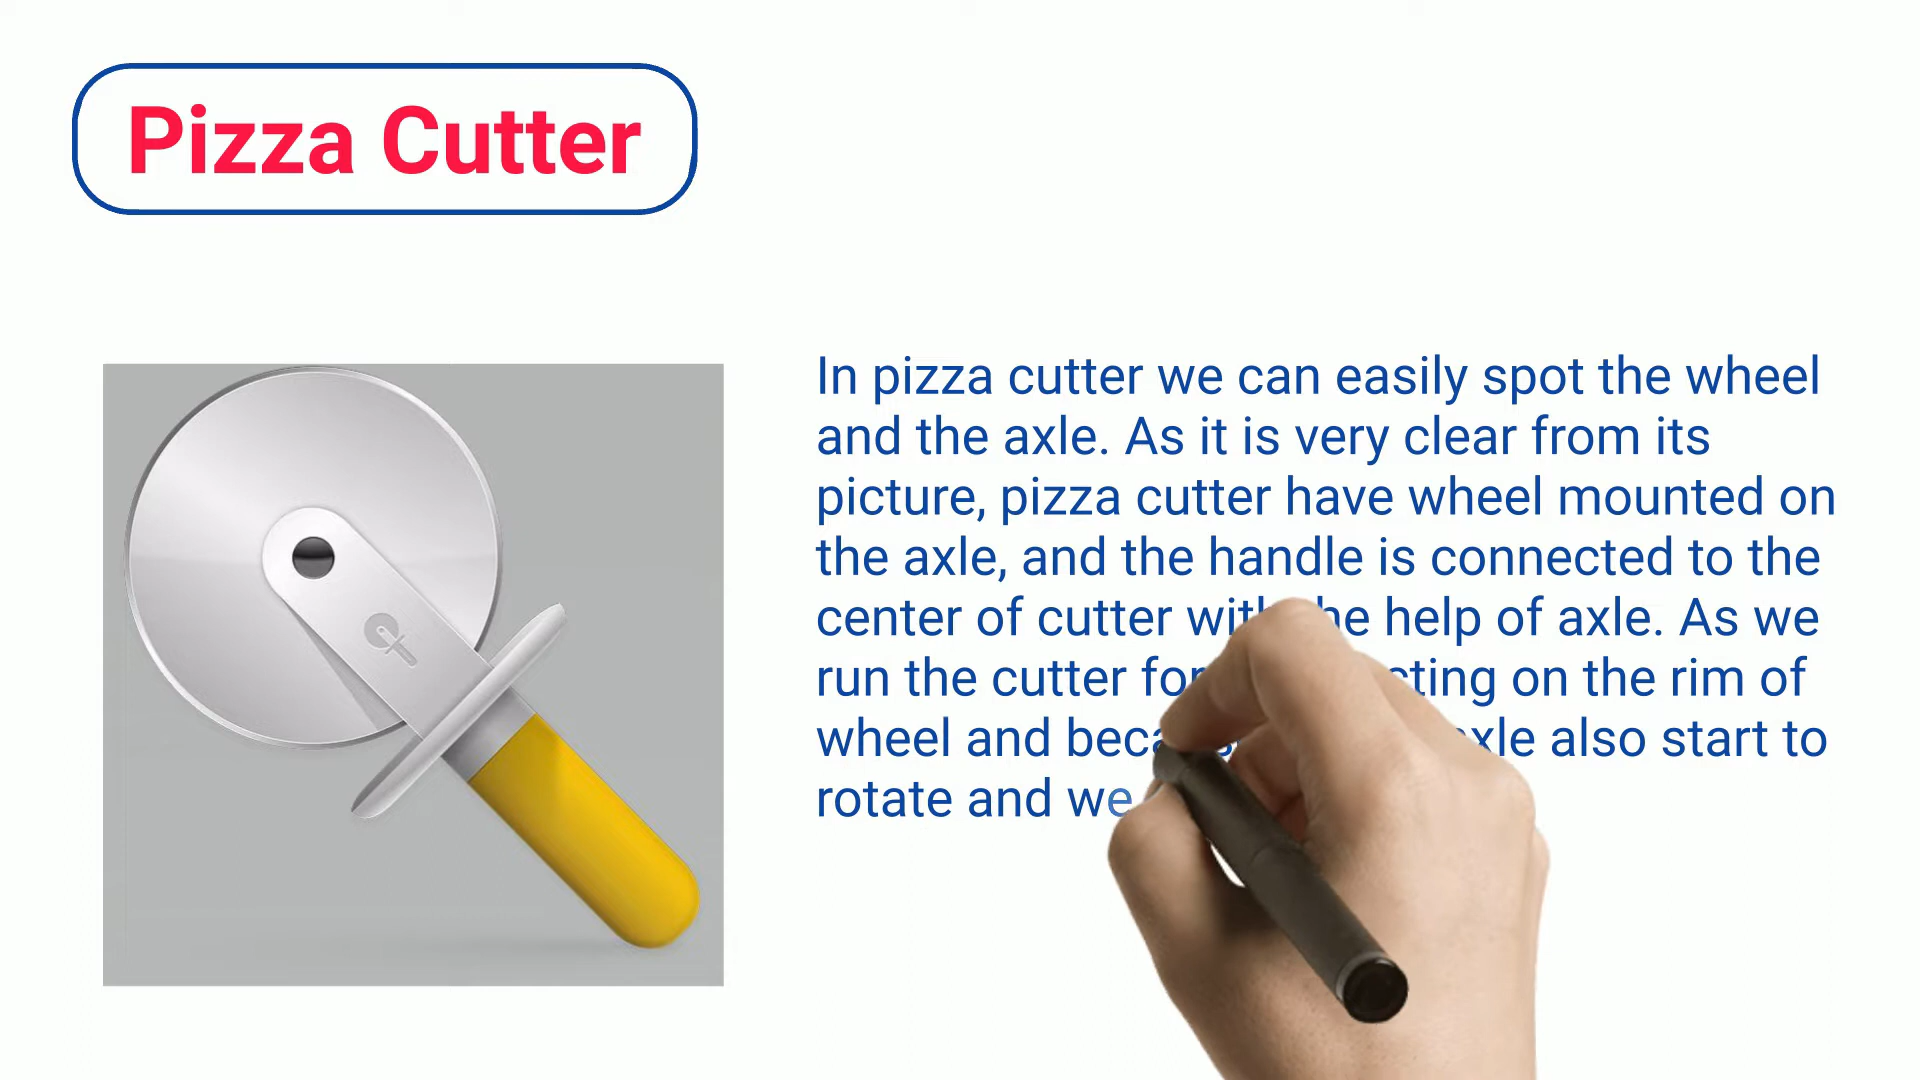 Pizza Cutter
In pizza cutter we can easily spot the wheel
and the axle. As it is very clear from its
picture, pizza cutter have wheel mounted on
the axle, and the handle is connected to the
center of cutter with the help of axle. As we
run the cutter on the rim of
wheel and axle also start to
rotate and we